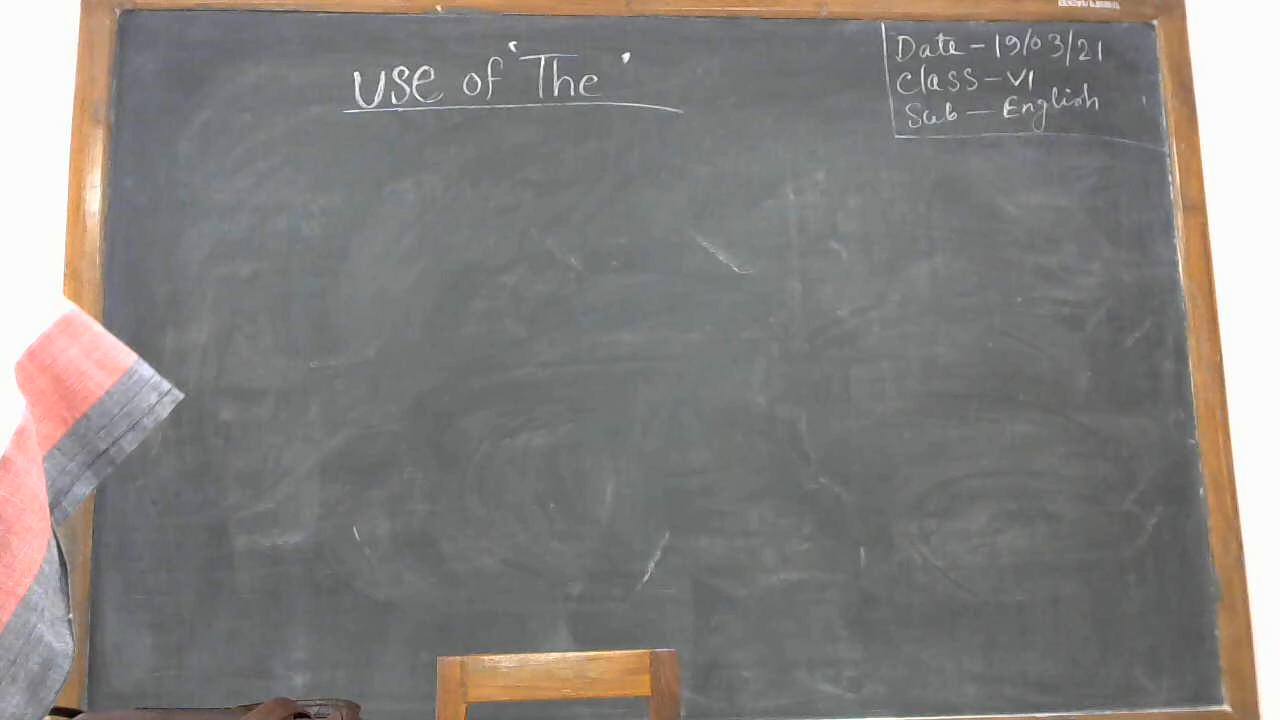 use of 'The'
Date - 19/03/21
Class - VI
Sub - English